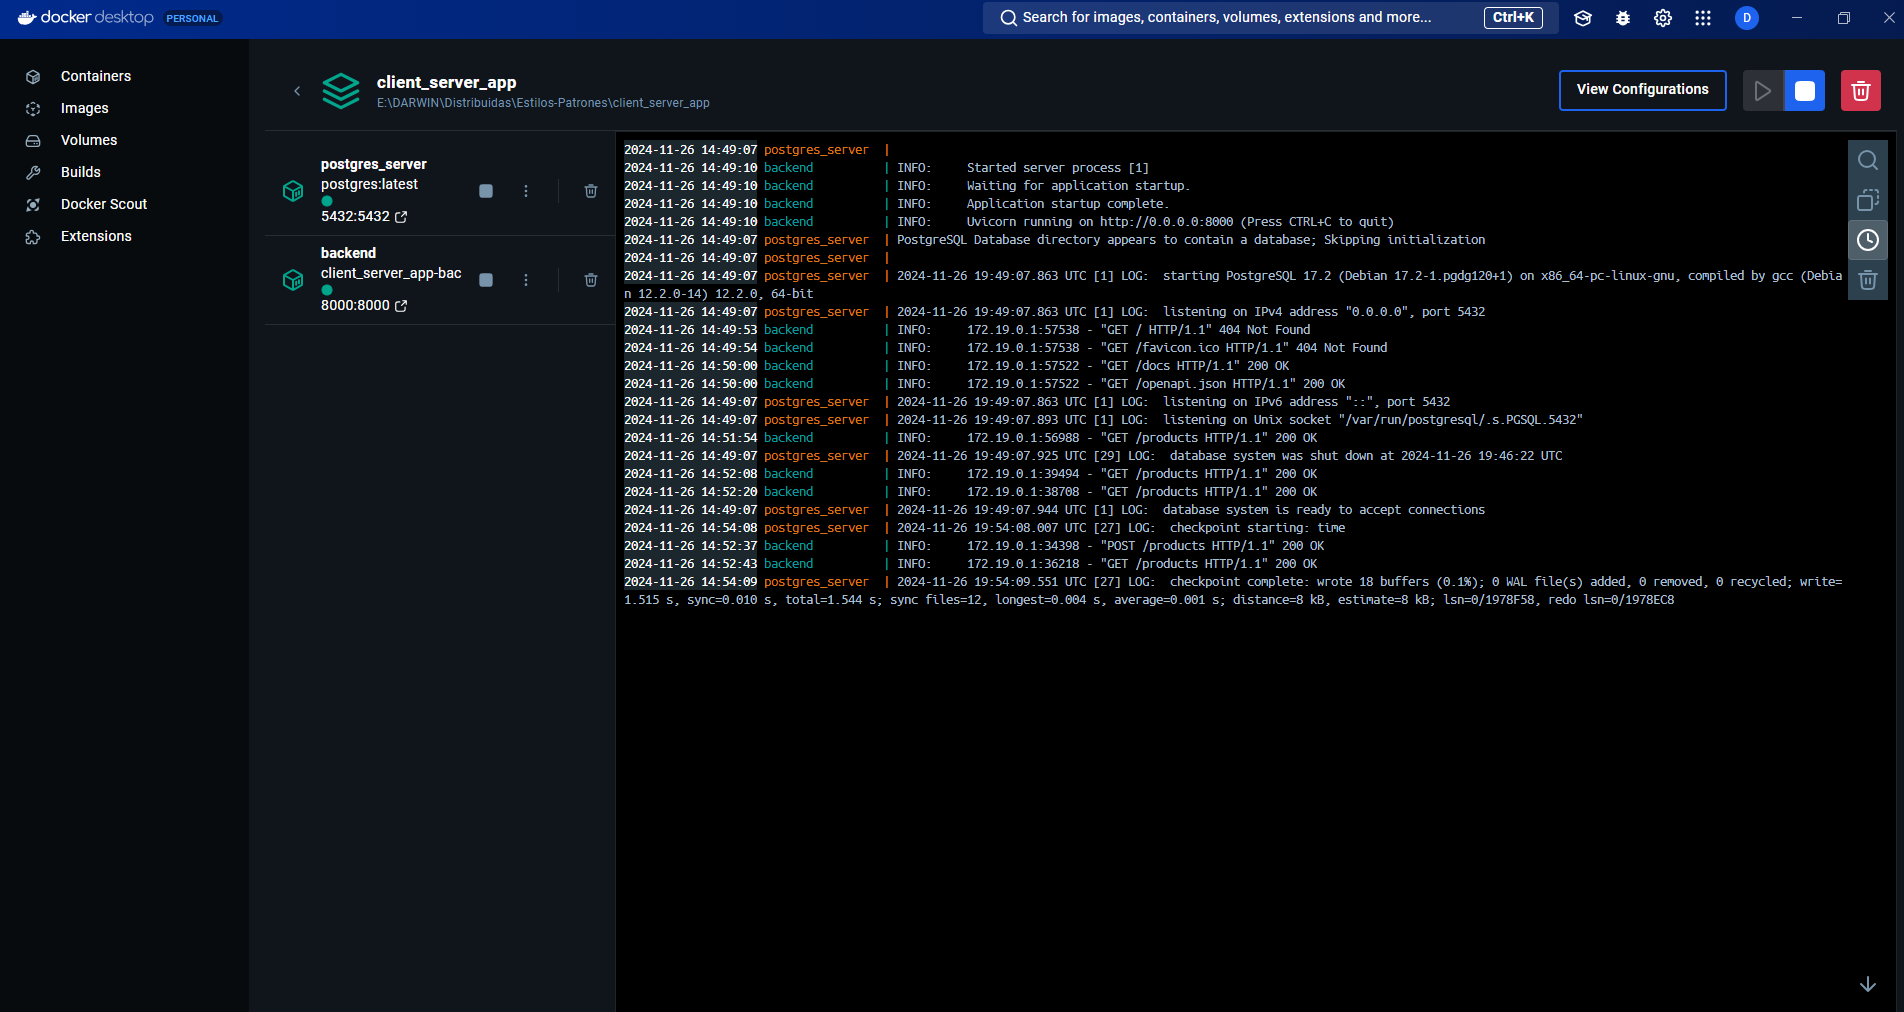 docker desktop PERSONAL
Search for images, containers, volumes, extensions and more... Ctrl+K
D
Containers
Images
Volumes
Builds
Docker Scout
Extensions
client_server_app
E:\DARWIN\Distribuidas\Estilos-Patrones\client_server_app
View Configurations
postgres_server
postgres:latest
5432:5432
backend
client_server_app-bac
8000:8000
2024-11-26 14:49:07 postgres_server |
2024-11-26 14:49:10 backend | INFO: Started server process [1]
2024-11-26 14:49:10 backend | INFO: Waiting for application startup.
2024-11-26 14:49:10 backend | INFO: Application startup complete.
2024-11-26 14:49:10 backend | INFO: Uvicorn running on http://0.0.0.0:8000 (Press CTRL+C to quit)
2024-11-26 14:49:07 postgres_server | PostgreSQL Database directory appears to contain a database; Skipping initialization
2024-11-26 14:49:07 postgres_server |
2024-11-26 14:49:07 postgres_server | 2024-11-26 19:49:07.863 UTC [1] LOG: starting PostgreSQL 17.2 (Debian 17.2-1.pgdg120+1) on x86_64-pc-linux-gnu, compiled by gcc (Debia
n 12.2.0-14) 12.2.0, 64-bit
2024-11-26 14:49:07 postgres_server | 2024-11-26 19:49:07.863 UTC [1] LOG: listening on IPv4 address "0.0.0.0", port 5432
2024-11-26 14:49:53 backend | INFO: 172.19.0.1:57538 - "GET / HTTP/1.1" 404 Not Found
2024-11-26 14:49:54 backend | INFO: 172.19.0.1:57538 - "GET /favicon.ico HTTP/1.1" 404 Not Found
2024-11-26 14:50:00 backend | INFO: 172.19.0.1:57522 - "GET /docs HTTP/1.1" 200 OK
2024-11-26 14:50:00 backend | INFO: 172.19.0.1:57522 - "GET /openapi.json HTTP/1.1" 200 OK
2024-11-26 14:49:07 postgres_server | 2024-11-26 19:49:07.863 UTC [1] LOG: listening on IPv6 address "::", port 5432
2024-11-26 14:49:07 postgres_server | 2024-11-26 19:49:07.893 UTC [1] LOG: listening on Unix socket "/var/run/postgresql/.s.PGSQL.5432"
2024-11-26 14:51:54 backend | INFO: 172.19.0.1:56988 - "GET /products HTTP/1.1" 200 OK
2024-11-26 14:49:07 postgres_server | 2024-11-26 19:49:07.925 UTC [29] LOG: database system was shut down at 2024-11-26 19:46:22 UTC
2024-11-26 14:52:08 backend | INFO: 172.19.0.1:39494 - "GET /products HTTP/1.1" 200 OK
2024-11-26 14:52:20 backend | INFO: 172.19.0.1:38708 - "GET /products HTTP/1.1" 200 OK
2024-11-26 14:49:07 postgres_server | 2024-11-26 19:49:07.944 UTC [1] LOG: database system is ready to accept connections
2024-11-26 14:54:08 postgres_server | 2024-11-26 19:54:08.007 UTC [27] LOG: checkpoint starting: time
2024-11-26 14:52:37 backend | INFO: 172.19.0.1:34398 - "POST /products HTTP/1.1" 200 OK
2024-11-26 14:52:43 backend | INFO: 172.19.0.1:36218 - "GET /products HTTP/1.1" 200 OK
2024-11-26 14:54:09 postgres_server | 2024-11-26 19:54:09.551 UTC [27] LOG: checkpoint complete: wrote 18 buffers (0.1%); 0 WAL file(s) added, 0 removed, 0 recycled; write=
1.515 s, sync=0.010 s, total=1.544 s; sync files=12, longest=0.004 s, average=0.001 s; distance=8 kB, estimate=8 kB; lsn=0/1978F58, redo lsn=0/1978EC8